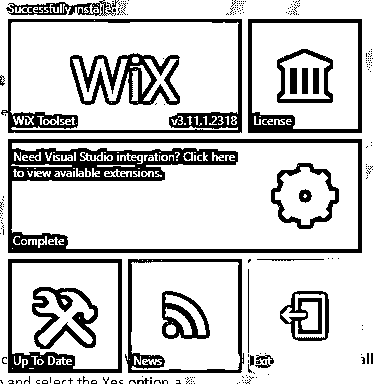 Successfully installed
WiX
WiX Toolset v3.11.1.2318
License
Need Visual Studio integration? Click here
to view available extensions.
Complete
Up To Date
News
Exit
all
and select the Yes option a